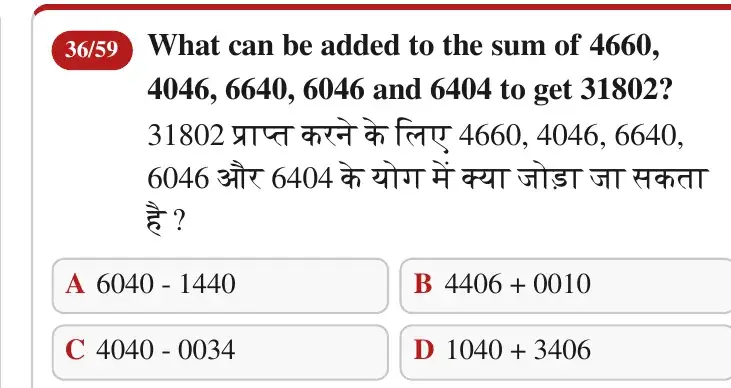 36/59 What can be added to the sum of 4660,
4046, 6640, 6046 and 6404 to get 31802?
31802 प्राप्त करने के लिए 4660, 4046, 6640,
6046 और 6404 के योग में क्या जोड़ा जा सकता
है ?
A 6040 - 1440
B 4406 + 0010
C 4040 - 0034
D 1040 + 3406